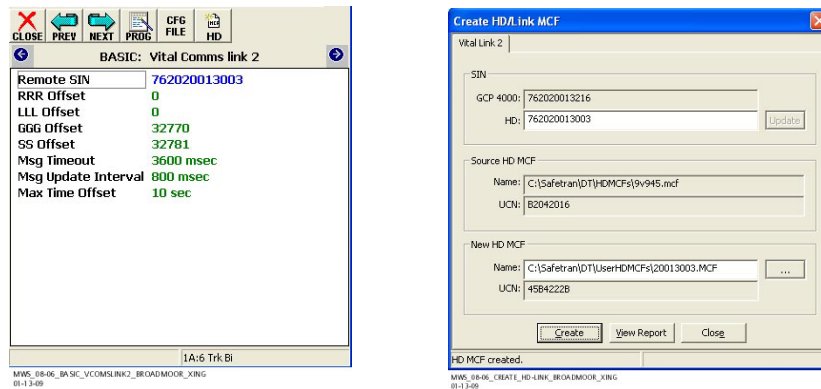 CLOSE PREV NEXT PROG CFG FILE HD
BASIC: Vital Comms link 2
Remote SIN 762020013003
RRR Offset 0
LLL Offset 0
GGG Offset 32770
SS Offset 32781
Msg Timeout 3600 msec
Msg Update Interval 800 msec
Max Time Offset 10 sec
1A:6 Trk Bi
MWS_08-06_BASIC_VCOMSLINK2_BROADMOOR_XING
01-13-09
Create HD/Link MCF
Vital Link 2
SIN
GCP 4000: 762020013216
HD: 762020013003 Update
Source HD MCF
Name: C:\Safetran\DT\HDMCFs\9v945.mcf
UCN: B2042016
New HD MCF
Name: C:\Safetran\DT\UserHDMCFs\20013003.MCF ...
UCN: 45B4222B
Create View Report Close
HD MCF created.
MWS_08-06_CREATE_HD-LINK_BROADMOOR_XING
01-13-09